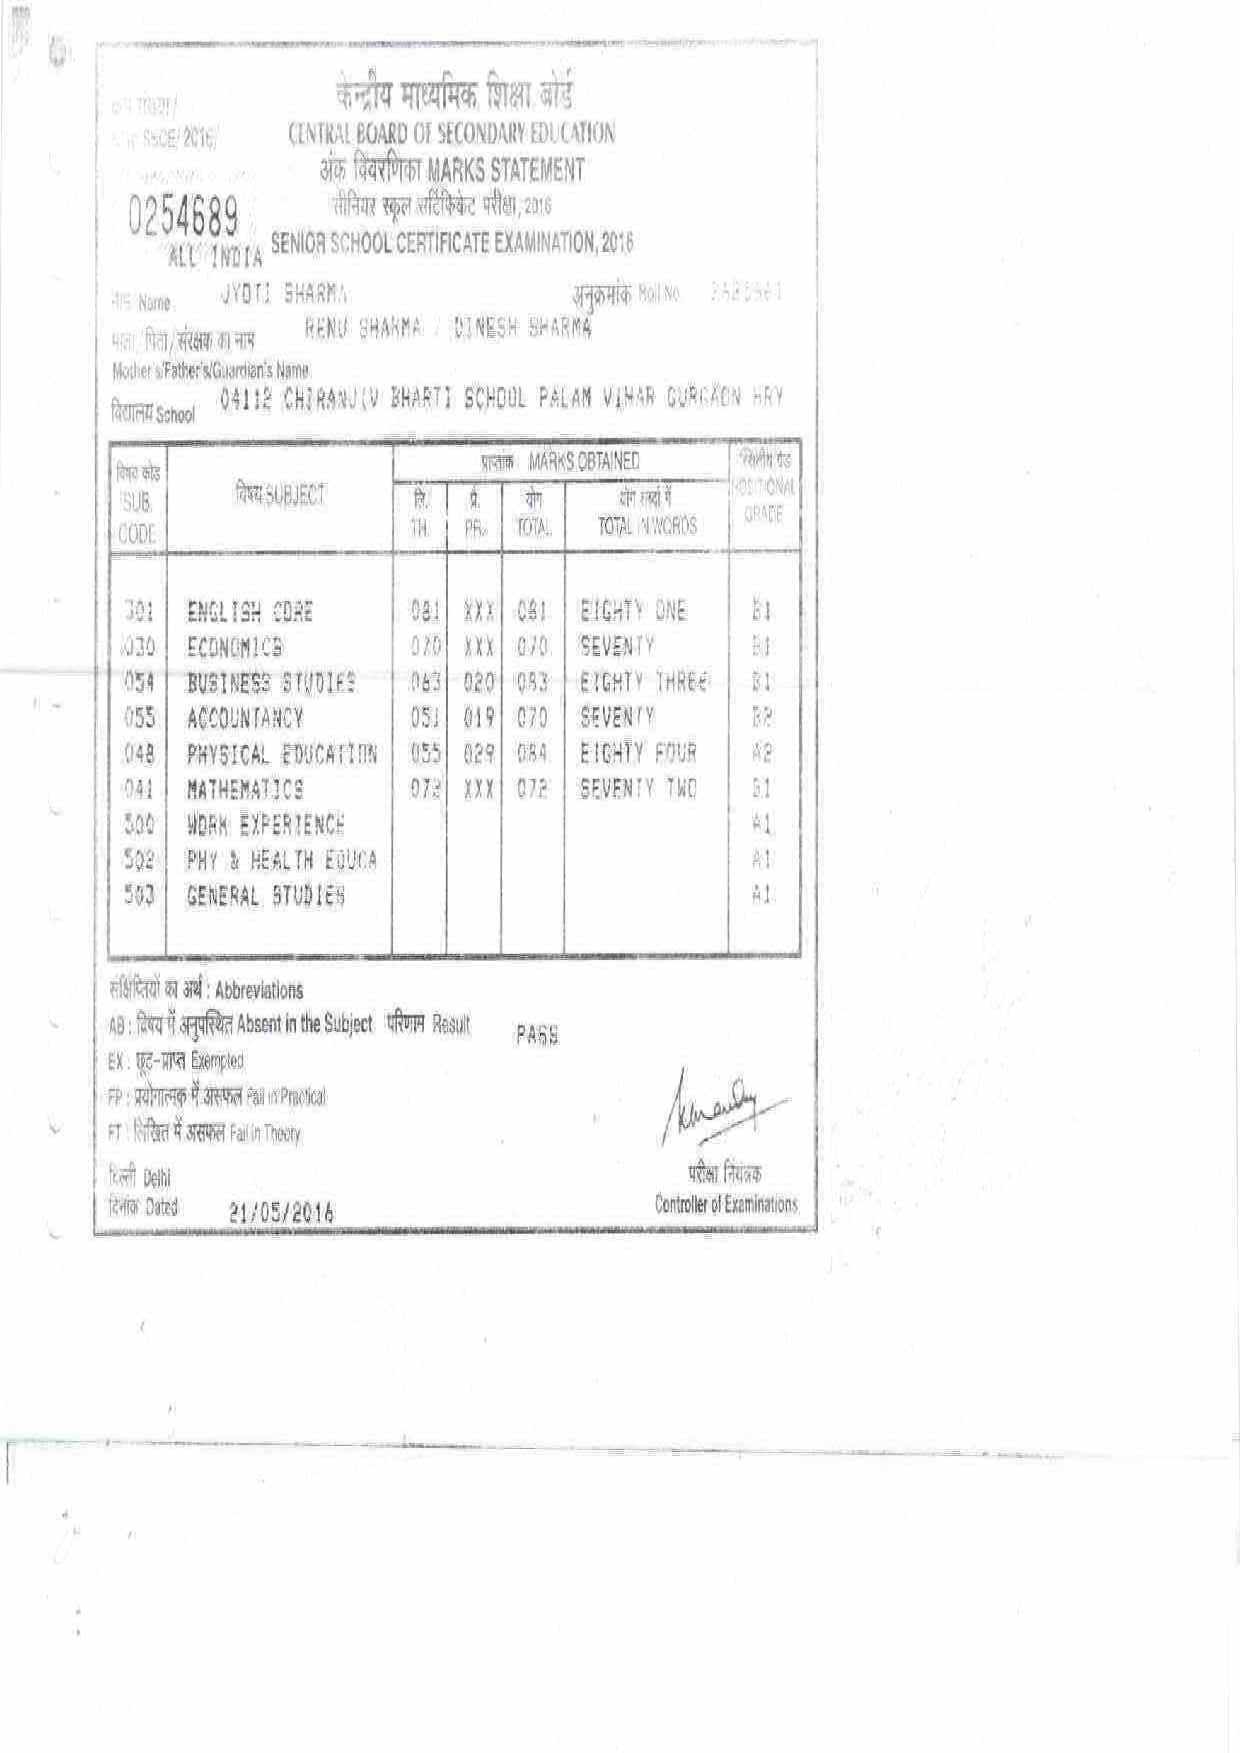 केन्द्रीय माध्यमिक शिक्षा बोर्ड
SSCE/2016/
CENTRAL BOARD OF SECONDARY EDUCATION
अंक विवरणिका MARKS STATEMENT
सीनियर स्कूल सर्टिफिकेट परीक्षा, 2016
0254689
SENIOR SCHOOL CERTIFICATE EXAMINATION, 2016
ALL INDIA
नाम Name JYOTI SHARMA अनुक्रमांक Roll No
RENU SHARMA / DINESH SHARMA
माता/पिता/संरक्षक का नाम
Mother's/Father's/Guardian's Name
विद्यालय School 04112 CHIRANJIV BHARTI SCHOOL PALAM VIHAR GURGAON HRY
विषय कोड SUB CODE विषय SUBJECT प्राप्तांक MARKS OBTAINED POSITIONAL GRADE
लि. TH. प्रे. PR. योग TOTAL योग शब्दों में TOTAL IN WORDS
301 ENGLISH CORE 081 XXX 081 EIGHTY ONE B1
030 ECONOMICS 070 XXX 070 SEVENTY B1
054 BUSINESS STUDIES 063 020 083 EIGHTY THREE B1
055 ACCOUNTANCY 051 019 070 SEVENTY B2
048 PHYSICAL EDUCATION 055 029 084 EIGHTY FOUR A2
041 MATHEMATICS 072 XXX 072 SEVENTY TWO B1
500 WORK EXPERIENCE A1
502 PHY & HEALTH EDUCA A1
503 GENERAL STUDIES A1
संक्षिप्तियों का अर्थ : Abbreviations
AB : विषय में अनुपस्थित Absent in the Subject परिणाम Result PASS
EX : छूट-प्राप्त Exempted
FP : प्रयोगात्मक में असफल Fail in Practical
FT : लिखित में असफल Fail in Theory
दिल्ली Delhi परीक्षा नियंत्रक
दिनांक Dated 21/05/2016 Controller of Examinations